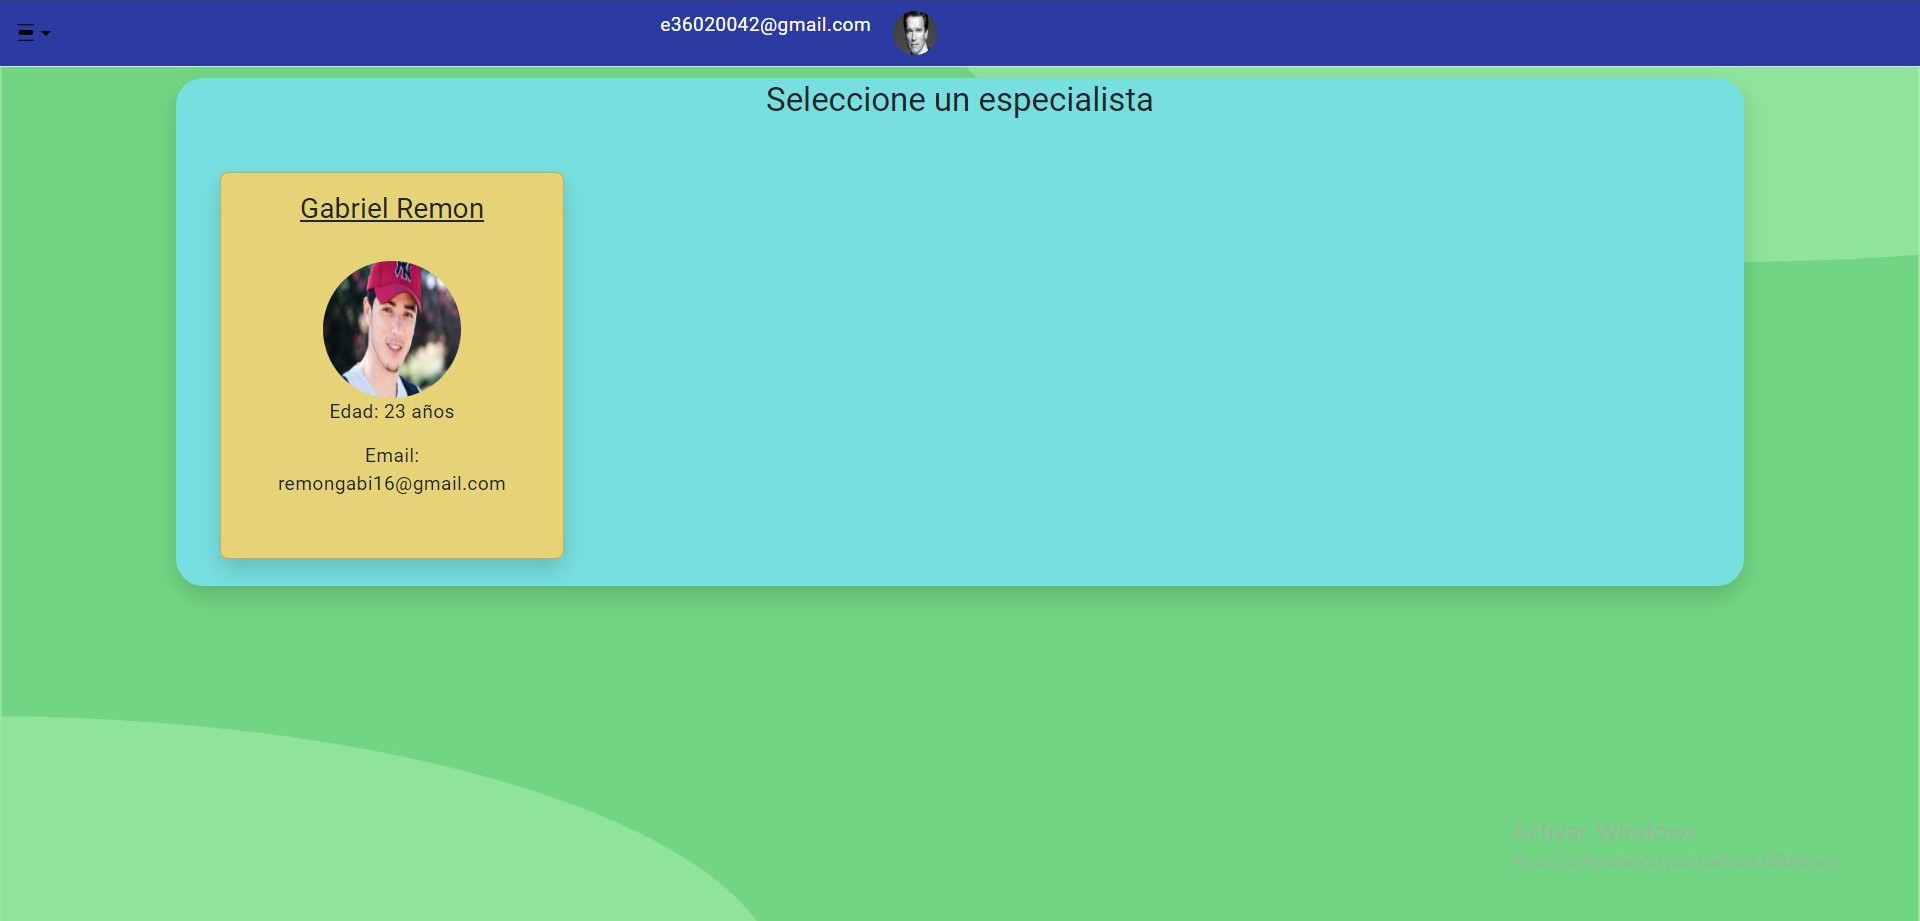 e36020042@gmail.com
Seleccione un especialista
Gabriel Remon
Edad: 23 años
Email:
remongabi16@gmail.com
Activar Windows
Ve a Configuración para activar Windows.